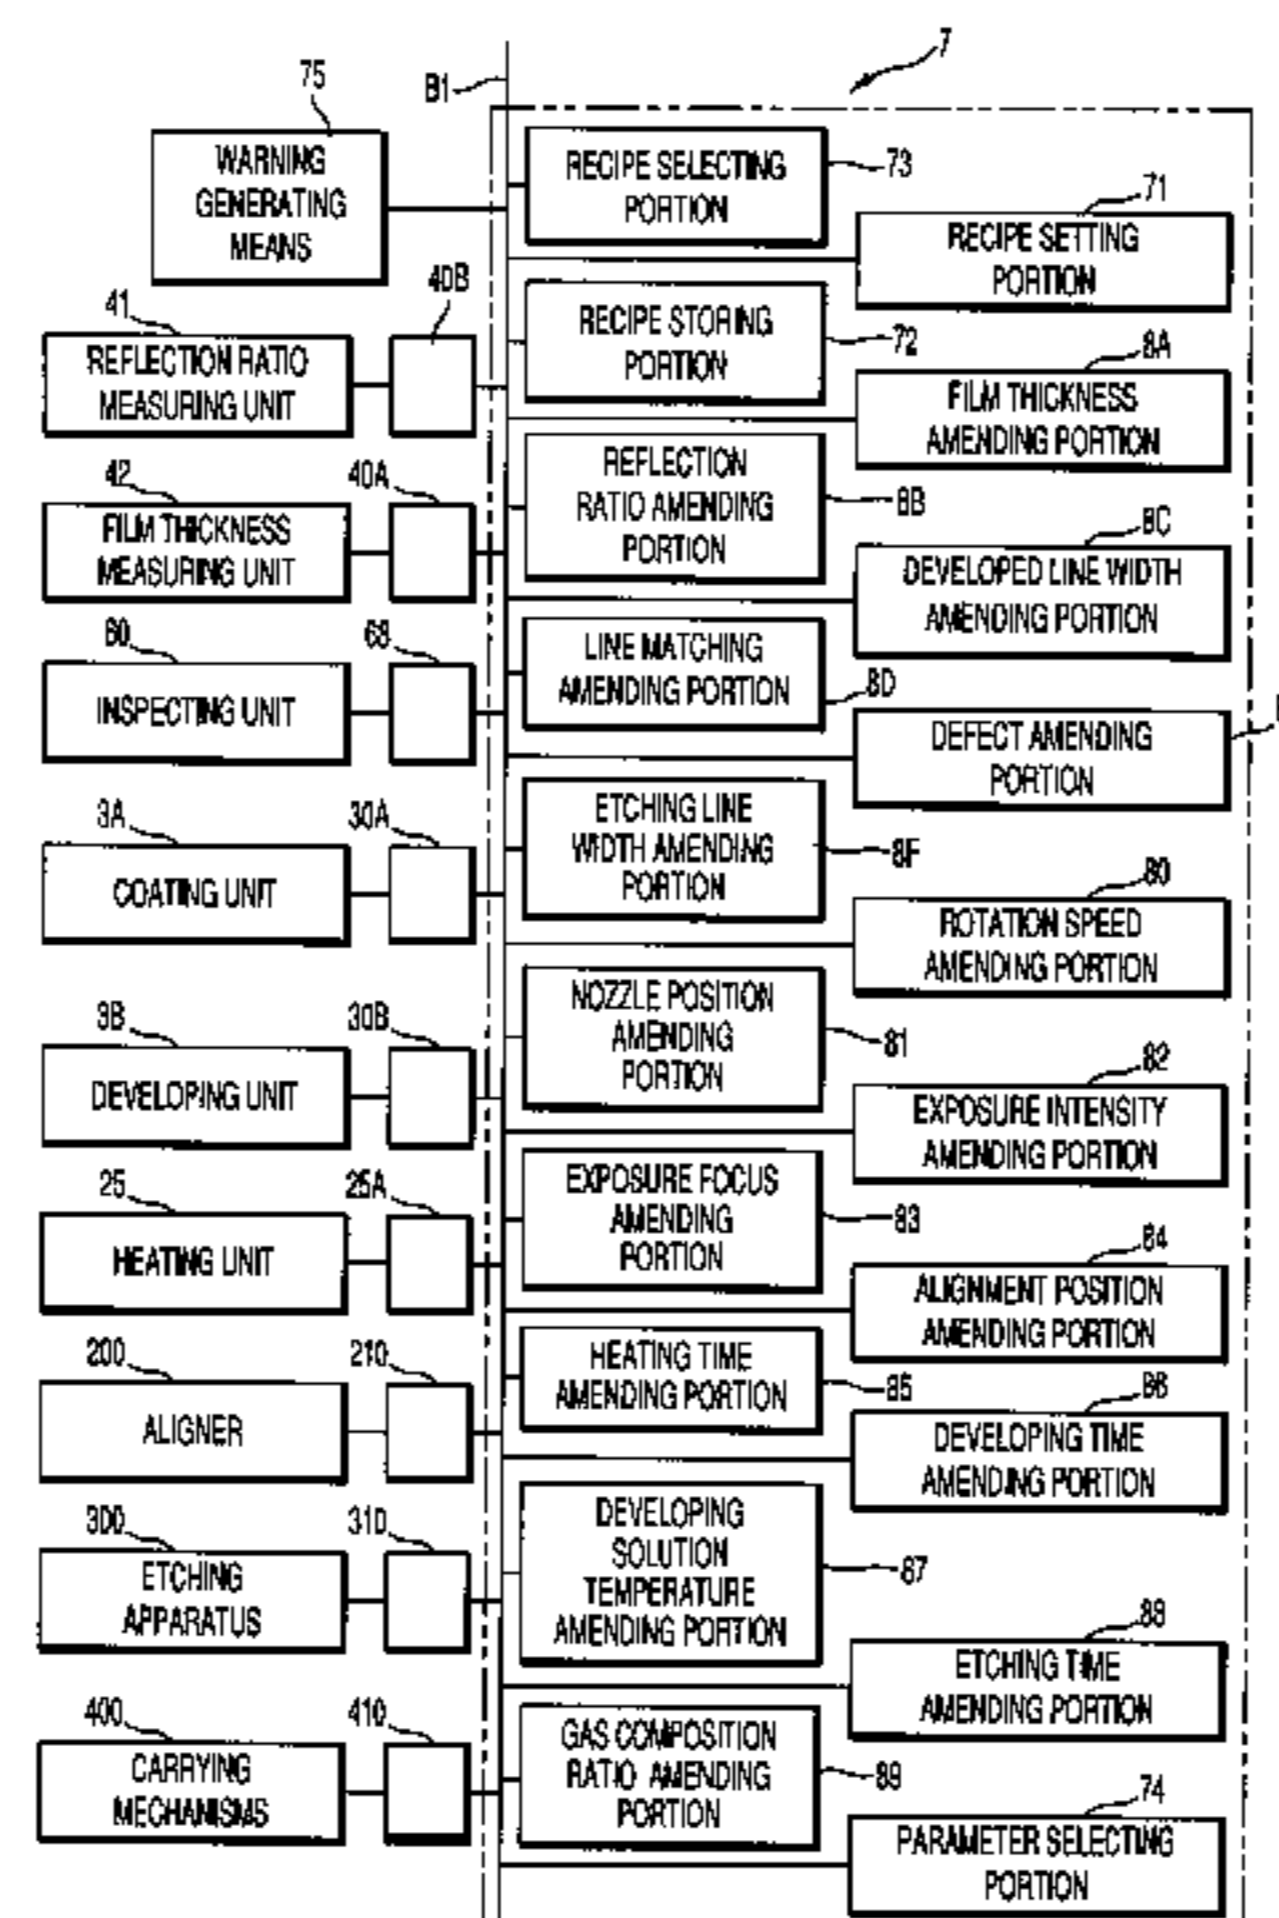 7
75
B1
WARNING
GENERATING
MEANS
RECIPE SELECTING
PORTION
73
71
RECIPE SETTING
PORTION
40B
41
REFLECTION RATIO
MEASURING UNIT
RECIPE STORING
PORTION
72
8A
FILM THICKNESS
AMENDING PORTION
42
40A
FILM THICKNESS
MEASURING UNIT
REFLECTION
RATIO AMENDING
PORTION
8B
8C
DEVELOPED LINE WIDTH
AMENDING PORTION
60
68
INSPECTING UNIT
LINE MATCHING
AMENDING PORTION
8D
DEFECT AMENDING
PORTION
3A
30A
COATING UNIT
ETCHING LINE
WIDTH AMENDING
PORTION
8F
80
ROTATION SPEED
AMENDING PORTION
3B
30B
DEVELOPING UNIT
NOZZLE POSITION
AMENDING
PORTION
81
82
EXPOSURE INTENSITY
AMENDING PORTION
25
25A
HEATING UNIT
EXPOSURE FOCUS
AMENDING
PORTION
83
84
ALIGNMENT POSITION
AMENDING PORTION
200
210
ALIGNER
HEATING TIME
AMENDING PORTION
85
86
DEVELOPING TIME
AMENDING PORTION
300
310
ETCHING
APPARATUS
DEVELOPING
SOLUTION
TEMPERATURE
AMENDING PORTION
87
88
ETCHING TIME
AMENDING PORTION
400
410
CARRYING
MECHANISMS
GAS COMPOSITION
RATIO AMENDING
PORTION
89
74
PARAMETER SELECTING
PORTION